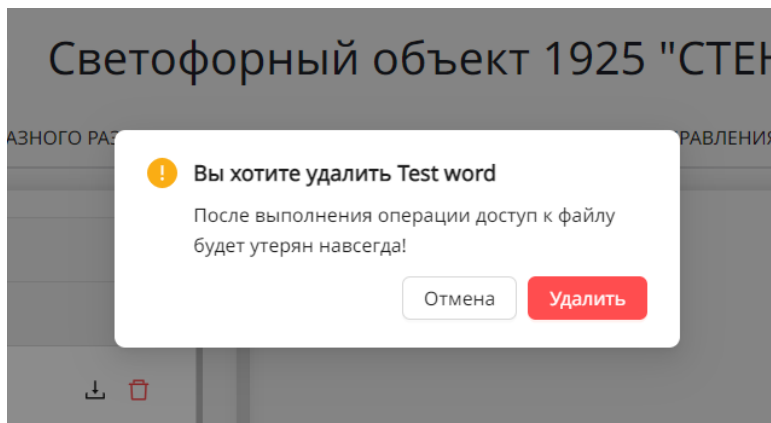 Светофорный объект 1925 "СТЕН
АЗНОГО РАЗ
РАВЛЕНИЯ
Вы хотите удалить Test word
После выполнения операции доступ к файлу
будет утерян навсегда!
Отмена
Удалить